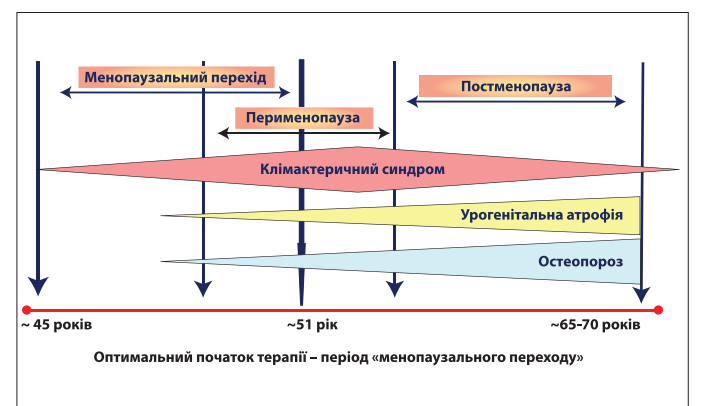 Менопаузальний перехід
Постменопауза
Перименопауза
Клімактеричний синдром
Урогенітальна атрофія
Остеопороз
~ 45 років
~51 рік
~65-70 років
Оптимальний початок терапії – період «менопаузального переходу»